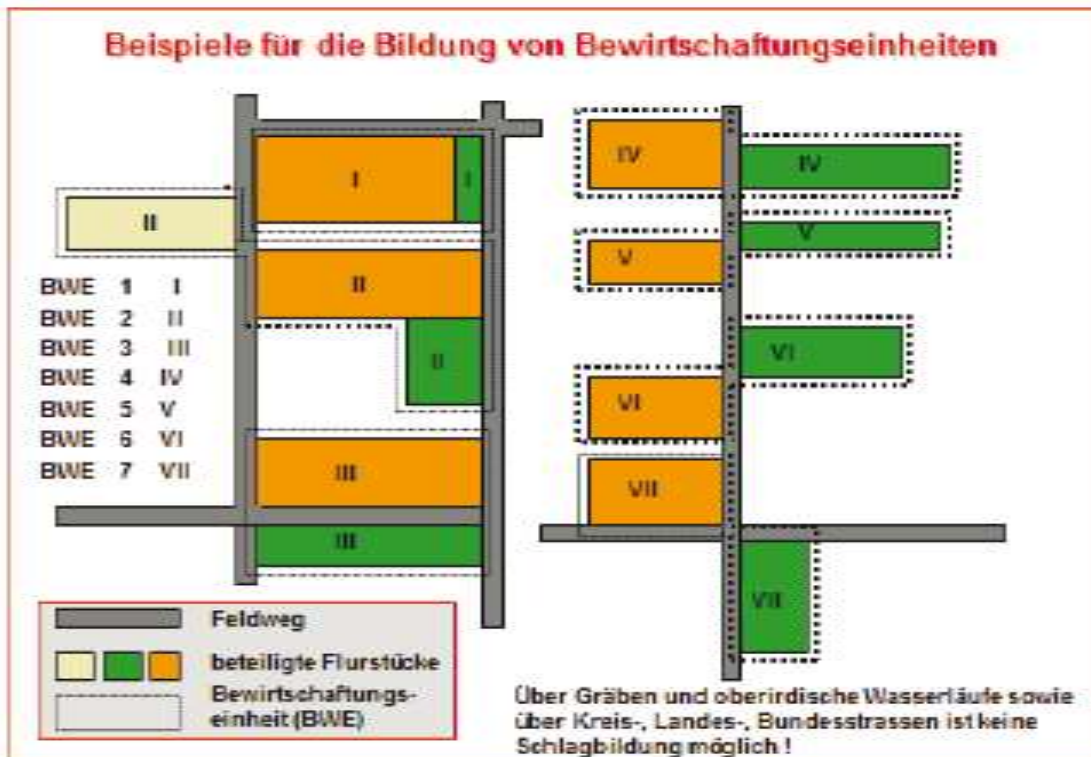 Beispiele für die Bildung von Bewirtschaftungseinheiten
I I
II
II
II
III
III
BWE 1 I
BWE 2 II
BWE 3 III
BWE 4 IV
BWE 5 V
BWE 6 VI
BWE 7 VII
IV IV
V V
VI
VI
VII
VII
Feldweg
beteiligte Flurstücke
Bewirtschaftungs-
einheit (BWE)
Über Gräben und oberirdische Wasserläufe sowie
über Kreis-, Landes-, Bundesstrassen ist keine
Schlagbildung möglich !